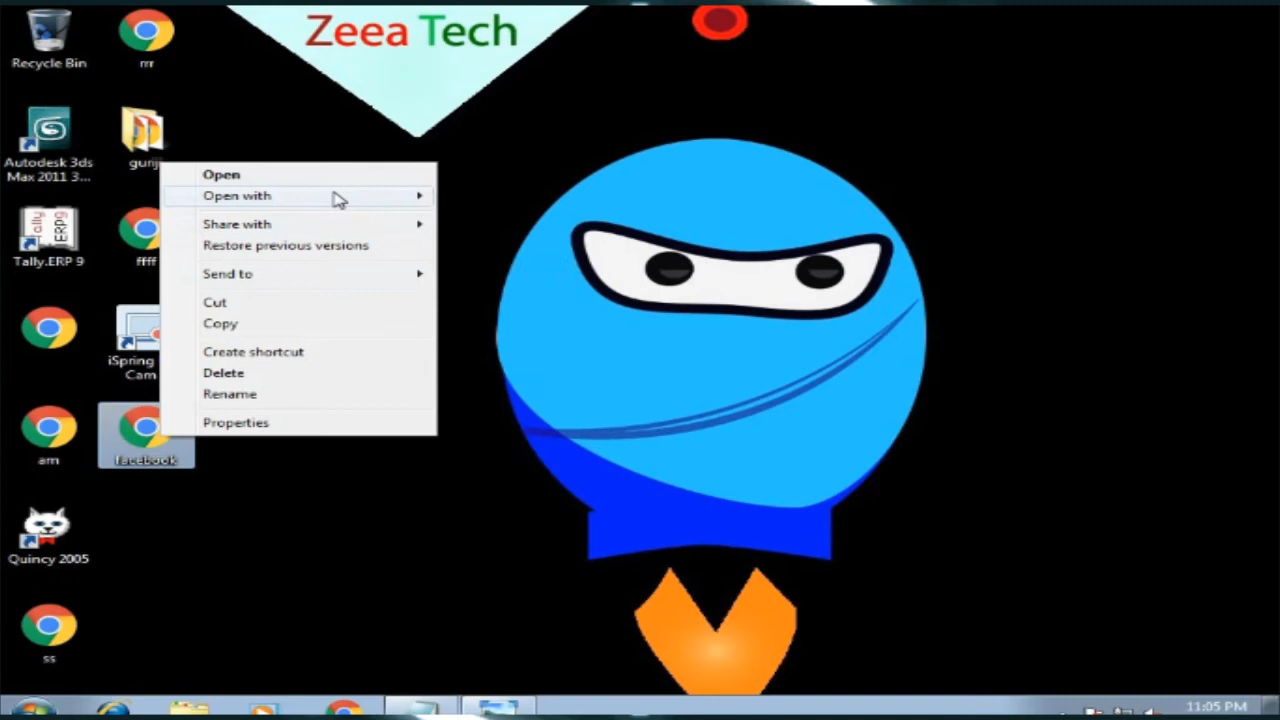 Zeea Tech
Recycle Bin
rrr
Autodesk 3ds
Max 2011 3...
Tally
ERP9
Tally.ERP 9
ffff
iSpring
Cam
am
facebook
Quincy 2005
ss
Open
Open with
Share with
Restore previous versions
Send to
Cut
Copy
Create shortcut
Delete
Rename
Properties
11:05 PM